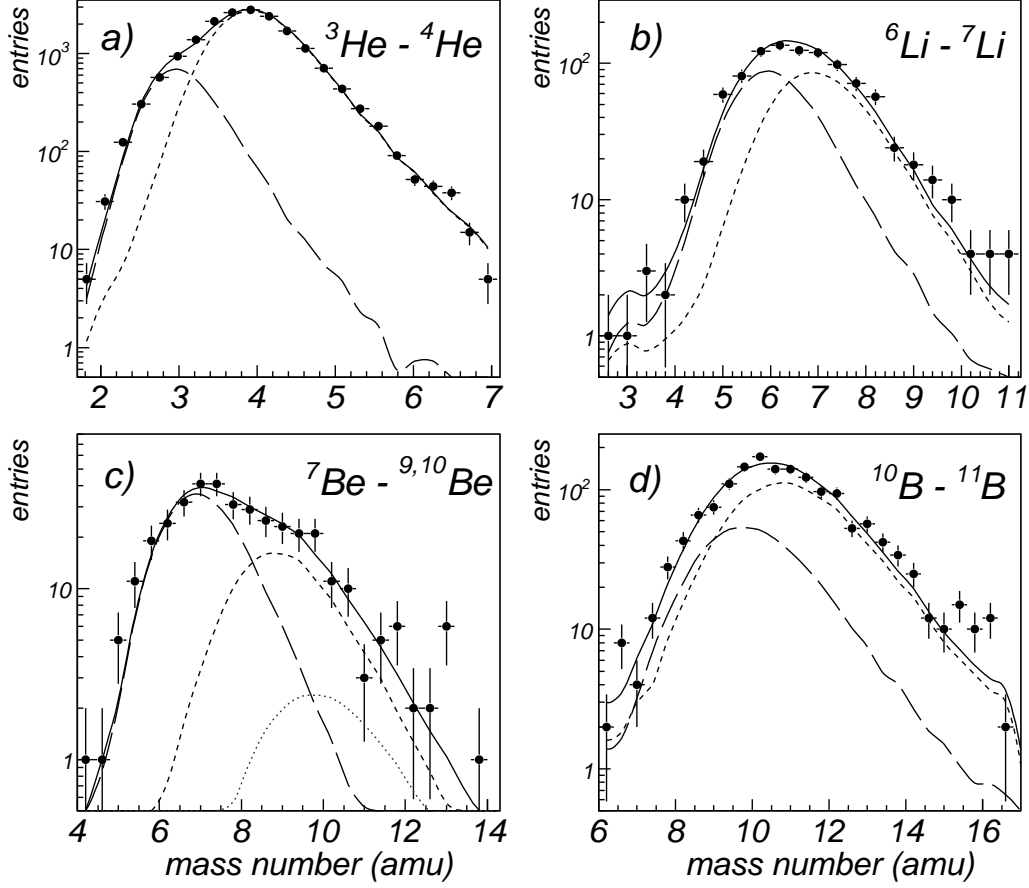 entries
a)
³He - ⁴He
10³
10²
10
1
2 3 4 5 6 7
entries
b)
⁶Li - ⁷Li
10²
10
1
3 4 5 6 7 8 9 10 11
entries
c)
⁷Be - ⁹,¹⁰Be
10
1
4 6 8 10 12 14
mass number (amu)
entries
d)
¹⁰B - ¹¹B
10²
10
1
6 8 10 12 14 16
mass number (amu)